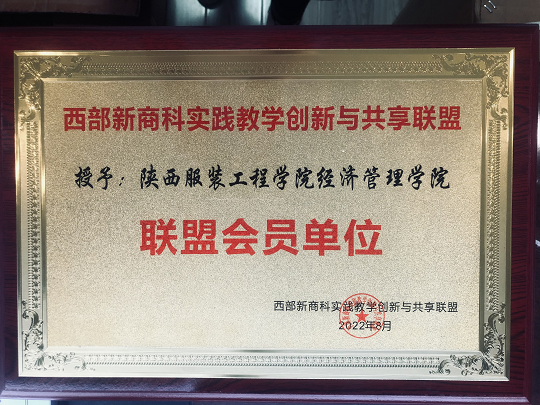 西部新商科实践教学创新与共享联盟
授予：陕西服装工程学院经济管理学院
联盟会员单位
西部新商科实践教学创新与共享联盟
2022年8月